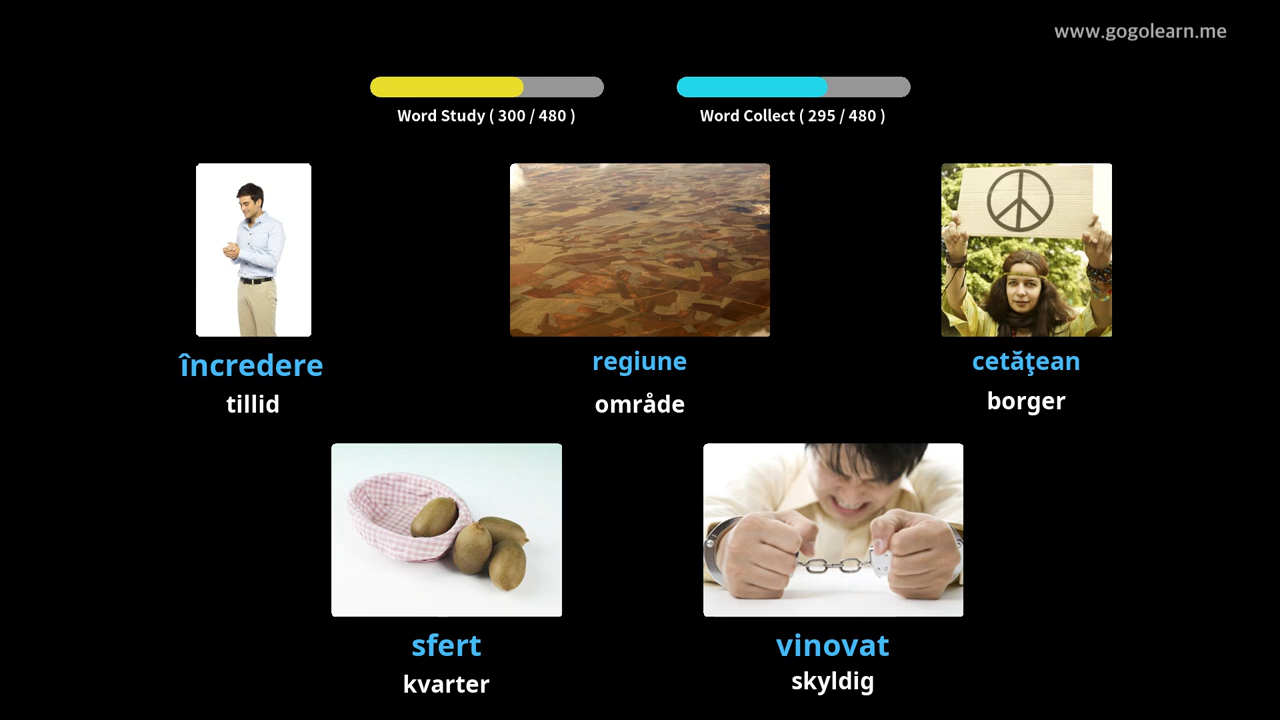 www.gogolearn.me
Word Study ( 300 / 480 )
Word Collect ( 295 / 480 )
încredere
tillid
regiune
område
cetăţean
borger
sfert
kvarter
vinovat
skyldig